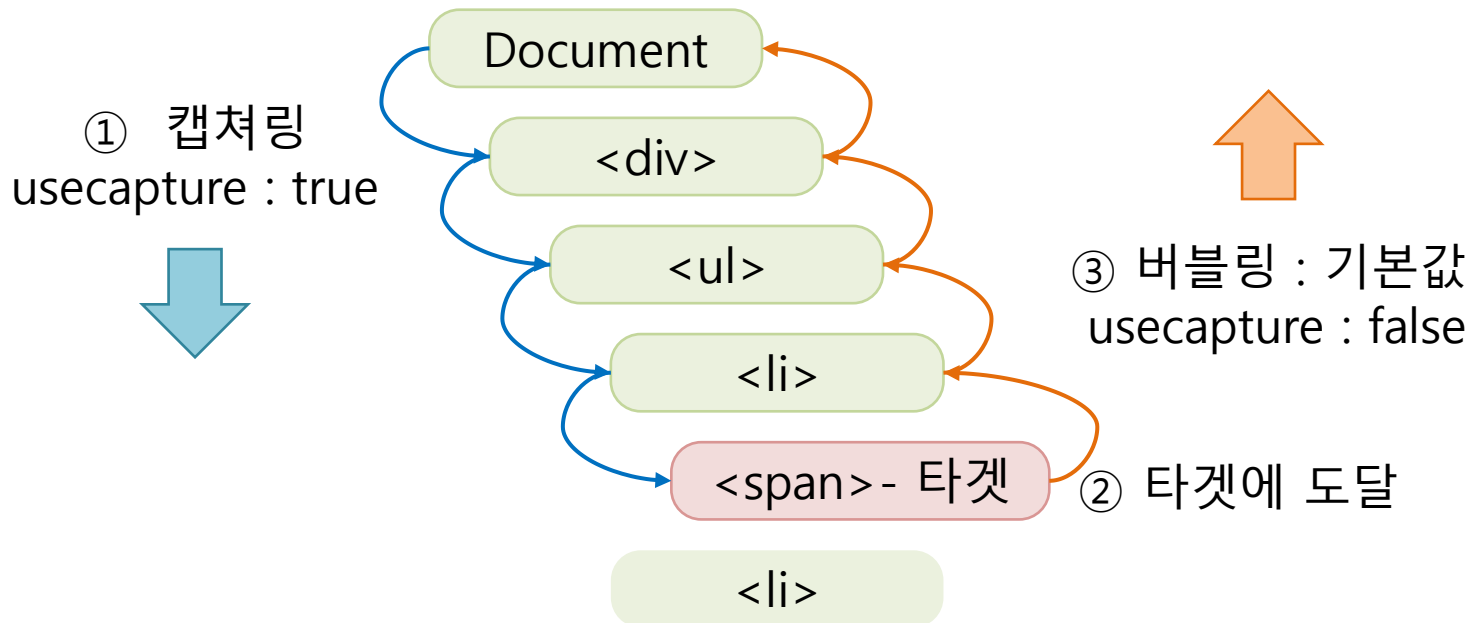 Document
① 캡쳐링
usecapture : true
<div>
<ul>
③ 버블링 : 기본값
usecapture : false
<li>
<span>- 타겟
② 타겟에 도달
<li>